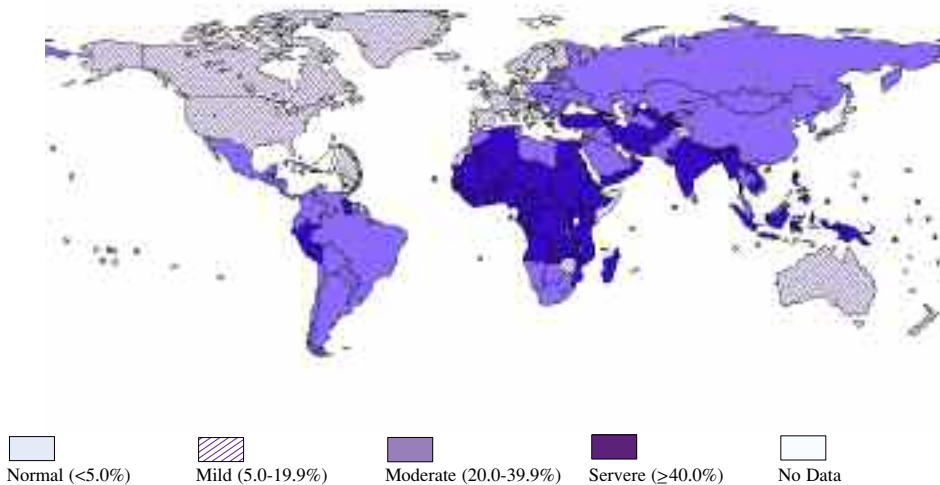 Normal (<5.0%)
Mild (5.0-19.9%)
Moderate (20.0-39.9%)
Servere (≥40.0%)
No Data